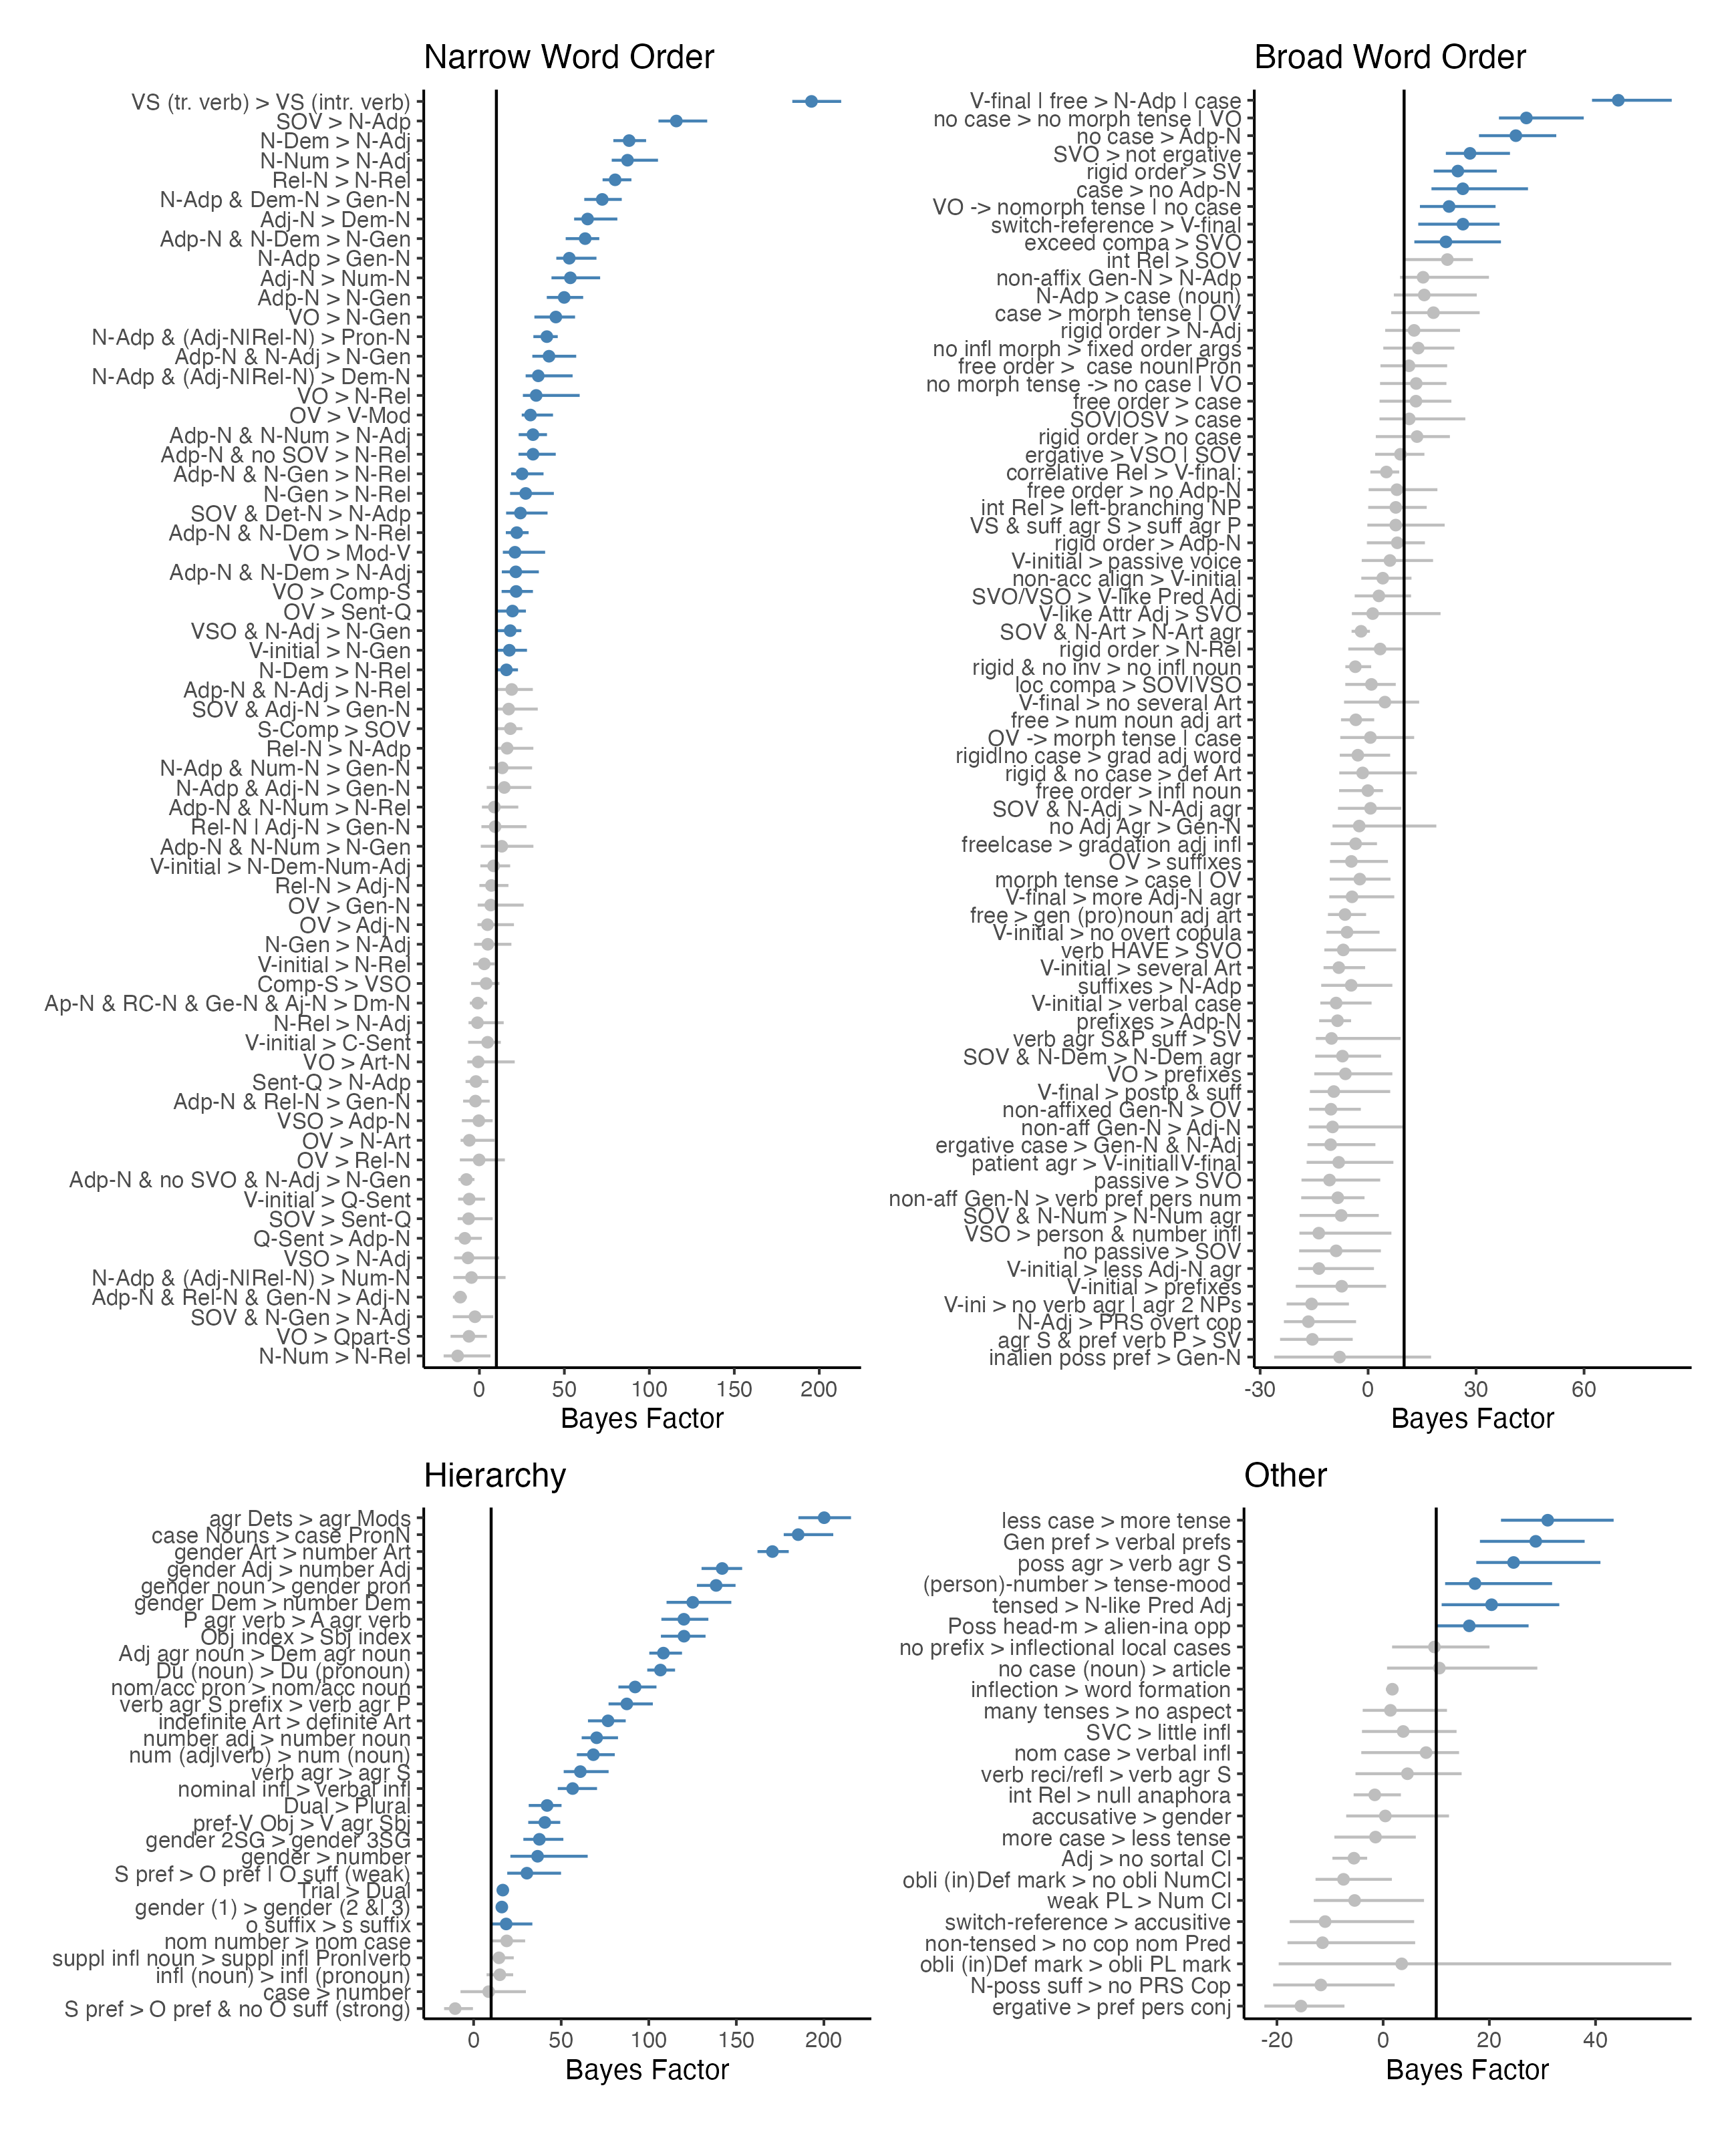 Narrow Word Order
VS (tr. verb) > VS (intr. verb)
SOV > N-Adp
N-Dem > N-Adj
N-Num > N-Adj
Rel-N > N-Rel
N-Adp & Dem-N > Gen-N
Adj-N > Dem-N
Adp-N & N-Dem > N-Gen
N-Adp > Gen-N
Adj-N > Num-N
Adp-N > N-Gen
VO > N-Gen
N-Adp & (Adj-N|Rel-N) > Pron-N
Adp-N & N-Adj > N-Gen
N-Adp & (Adj-N|Rel-N) > Dem-N
VO > N-Rel
OV > V-Mod
Adp-N & N-Num > N-Adj
Adp-N & no SOV > N-Rel
Adp-N & N-Gen > N-Rel
N-Gen > N-Rel
SOV & Det-N > N-Adp
Adp-N & N-Dem > N-Rel
VO > Mod-V
Adp-N & N-Dem > N-Adj
VO > Comp-S
OV > Sent-Q
VSO & N-Adj > N-Gen
V-initial > N-Gen
N-Dem > N-Rel
Adp-N & N-Adj > N-Rel
SOV & Adj-N > Gen-N
S-Comp > SOV
Rel-N > N-Adp
N-Adp & Num-N > Gen-N
N-Adp & Adj-N > Gen-N
Adp-N & N-Num > N-Rel
Rel-N | Adj-N > Gen-N
Adp-N & N-Num > N-Gen
V-initial > N-Dem-Num-Adj
Rel-N > Adj-N
OV > Gen-N
OV > Adj-N
N-Gen > N-Adj
V-initial > N-Rel
Comp-S > VSO
Ap-N & RC-N & Ge-N & Aj-N > Dm-N
N-Rel > N-Adj
V-initial > C-Sent
VO > Art-N
Sent-Q > N-Adp
Adp-N & Rel-N > Gen-N
VSO > Adp-N
OV > N-Art
OV > Rel-N
Adp-N & no SVO & N-Adj > N-Gen
V-initial > Q-Sent
SOV > Sent-Q
Q-Sent > Adp-N
VSO > N-Adj
N-Adp & (Adj-N|Rel-N) > Num-N
Adp-N & Rel-N & Gen-N > Adj-N
SOV & N-Gen > N-Adj
VO > Qpart-S
N-Num > N-Rel
0 50 100 150 200
Bayes Factor
Broad Word Order
V-final | free > N-Adp | case
no case > no morph tense | VO
no case > Adp-N
SVO > not ergative
rigid order > SV
case > no Adp-N
VO -> nomorph tense | no case
switch-reference > V-final
exceed compa > SVO
int Rel > SOV
non-affix Gen-N > N-Adp
N-Adp > case (noun)
case > morph tense | OV
rigid order > N-Adj
no infl morph > fixed order args
free order >  case noun|Pron
no morph tense -> no case | VO
free order > case
SOV|OSV > case
rigid order > no case
ergative > VSO | SOV
correlative Rel > V-final;
free order > no Adp-N
int Rel > left-branching NP
VS & suff agr S > suff agr P
rigid order > Adp-N
V-initial > passive voice
non-acc align > V-initial
SVO/VSO > V-like Pred Adj
V-like Attr Adj > SVO
SOV & N-Art > N-Art agr
rigid order > N-Rel
rigid & no inv > no infl noun
loc compa > SOV|VSO
V-final > no several Art
free > num noun adj art
OV -> morph tense | case
rigid|no case > grad adj word
rigid & no case > def Art
free order > infl noun
SOV & N-Adj > N-Adj agr
no Adj Agr > Gen-N
free|case > gradation adj infl
OV > suffixes
morph tense > case | OV
V-final > more Adj-N agr
free > gen (pro)noun adj art
V-initial > no overt copula
verb HAVE > SVO
V-initial > several Art
suffixes > N-Adp
V-initial > verbal case
prefixes > Adp-N
verb agr S&P suff > SV
SOV & N-Dem > N-Dem agr
VO > prefixes
V-final > postp & suff
non-affixed Gen-N > OV
non-aff Gen-N > Adj-N
ergative case > Gen-N & N-Adj
patient agr > V-initial|V-final
passive > SVO
non-aff Gen-N > verb pref pers num
SOV & N-Num > N-Num agr
VSO > person & number infl
no passive > SOV
V-initial > less Adj-N agr
V-initial > prefixes
V-ini > no verb agr | agr 2 NPs
N-Adj > PRS overt cop
agr S & pref verb P > SV
inalien poss pref > Gen-N
-30 0 30 60
Bayes Factor
Hierarchy
agr Dets > agr Mods
case Nouns > case PronN
gender Art > number Art
gender Adj > number Adj
gender noun > gender pron
gender Dem > number Dem
P agr verb > A agr verb
Obj index > Sbj index
Adj agr noun > Dem agr noun
Du (noun) > Du (pronoun)
nom/acc pron > nom/acc noun
verb agr S prefix > verb agr P
indefinite Art > definite Art
number adj > number noun
num (adj|verb) > num (noun)
verb agr > agr S
nominal infl > verbal infl
Dual > Plural
pref-V Obj > V agr Sbj
gender 2SG > gender 3SG
gender > number
S pref > O pref | O suff (weak)
Trial > Dual
gender (1) > gender (2 &| 3)
o suffix > s suffix
nom number > nom case
suppl infl noun > suppl infl Pron|verb
infl (noun) > infl (pronoun)
case > number
S pref > O pref & no O suff (strong)
0 50 100 150 200
Bayes Factor
Other
less case > more tense
Gen pref > verbal prefs
poss agr > verb agr S
(person)-number > tense-mood
tensed > N-like Pred Adj
Poss head-m > alien-ina opp
no prefix > inflectional local cases
no case (noun) > article
inflection > word formation
many tenses > no aspect
SVC > little infl
nom case > verbal infl
verb reci/refl > verb agr S
int Rel > null anaphora
accusative > gender
more case > less tense
Adj > no sortal Cl
obli (in)Def mark > no obli NumCl
weak PL > Num Cl
switch-reference > accusitive
non-tensed > no cop nom Pred
obli (in)Def mark > obli PL mark
N-poss suff > no PRS Cop
ergative > pref pers conj
-20 0 20 40
Bayes Factor